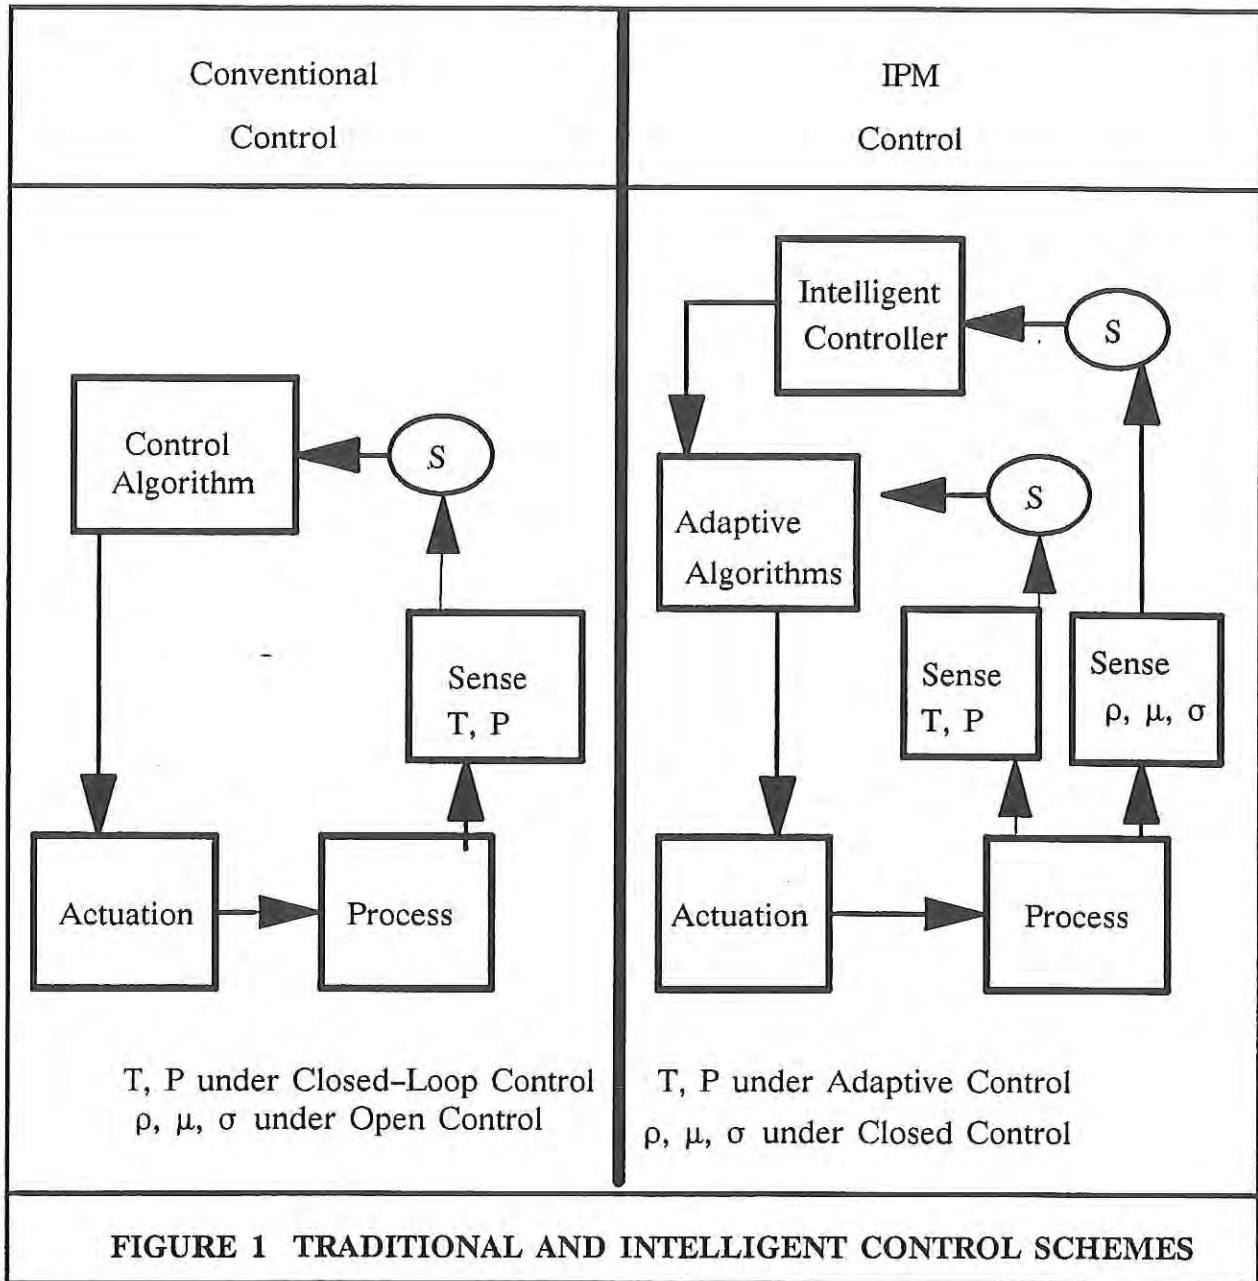 Conventional
Control
IPM
Control
Control
Algorithm
S
Sense
T, P
Actuation
Process
T, P under Closed–Loop Control
ρ, μ, σ under Open Control
Intelligent
Controller
S
Adaptive
Algorithms
S
Sense
T, P
Sense
ρ, μ, σ
Actuation
Process
T, P under Adaptive Control
ρ, μ, σ under Closed Control
FIGURE 1 TRADITIONAL AND INTELLIGENT CONTROL SCHEMES